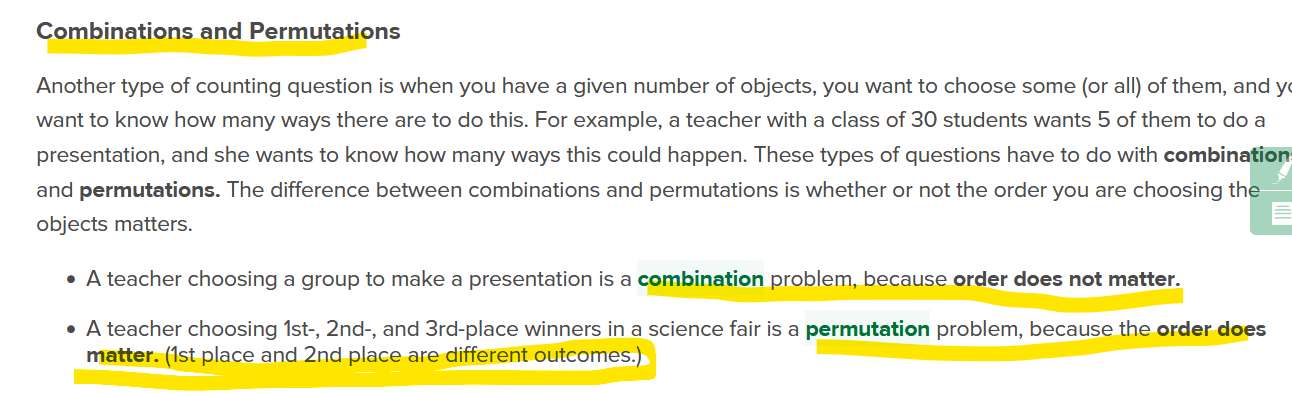 Combinations and Permutations
Another type of counting question is when you have a given number of objects, you want to choose some (or all) of them, and
want to know how many ways there are to do this. For example, a teacher with a class of 30 students wants 5 of them to do a
presentation, and she wants to know how many ways this could happen. These types of questions have to do with combination
and permutations. The difference between combinations and permutations is whether or not the order you are choosing the
objects matters.
• A teacher choosing a group to make a presentation is a combination problem, because order does not matter.
• A teacher choosing 1st-, 2nd-, and 3rd-place winners in a science fair is a permutation problem, because the order does
matter. (1st place and 2nd place are different outcomes.)